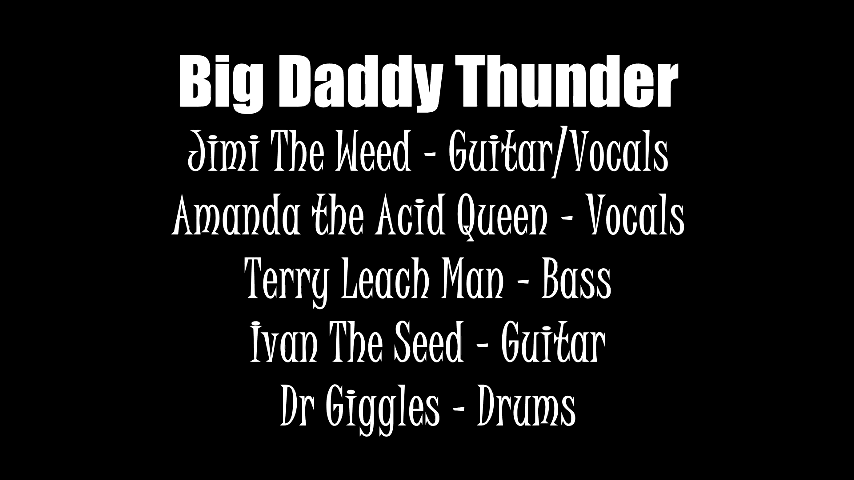 Big Daddy Thunder
Jimi The Weed - Guitar/Vocals
Amanda the Acid Queen - Vocals
Terry Leach Man - Bass
Ivan The Seed - Guitar
Dr Giggles - Drums